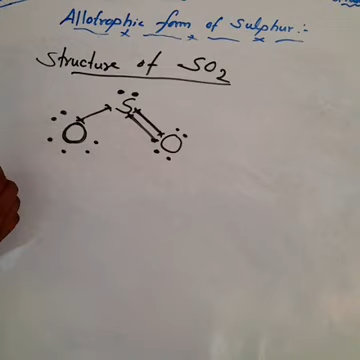 Allotrophic form of Sulphur:-
Structure of SO₂
S
O
O